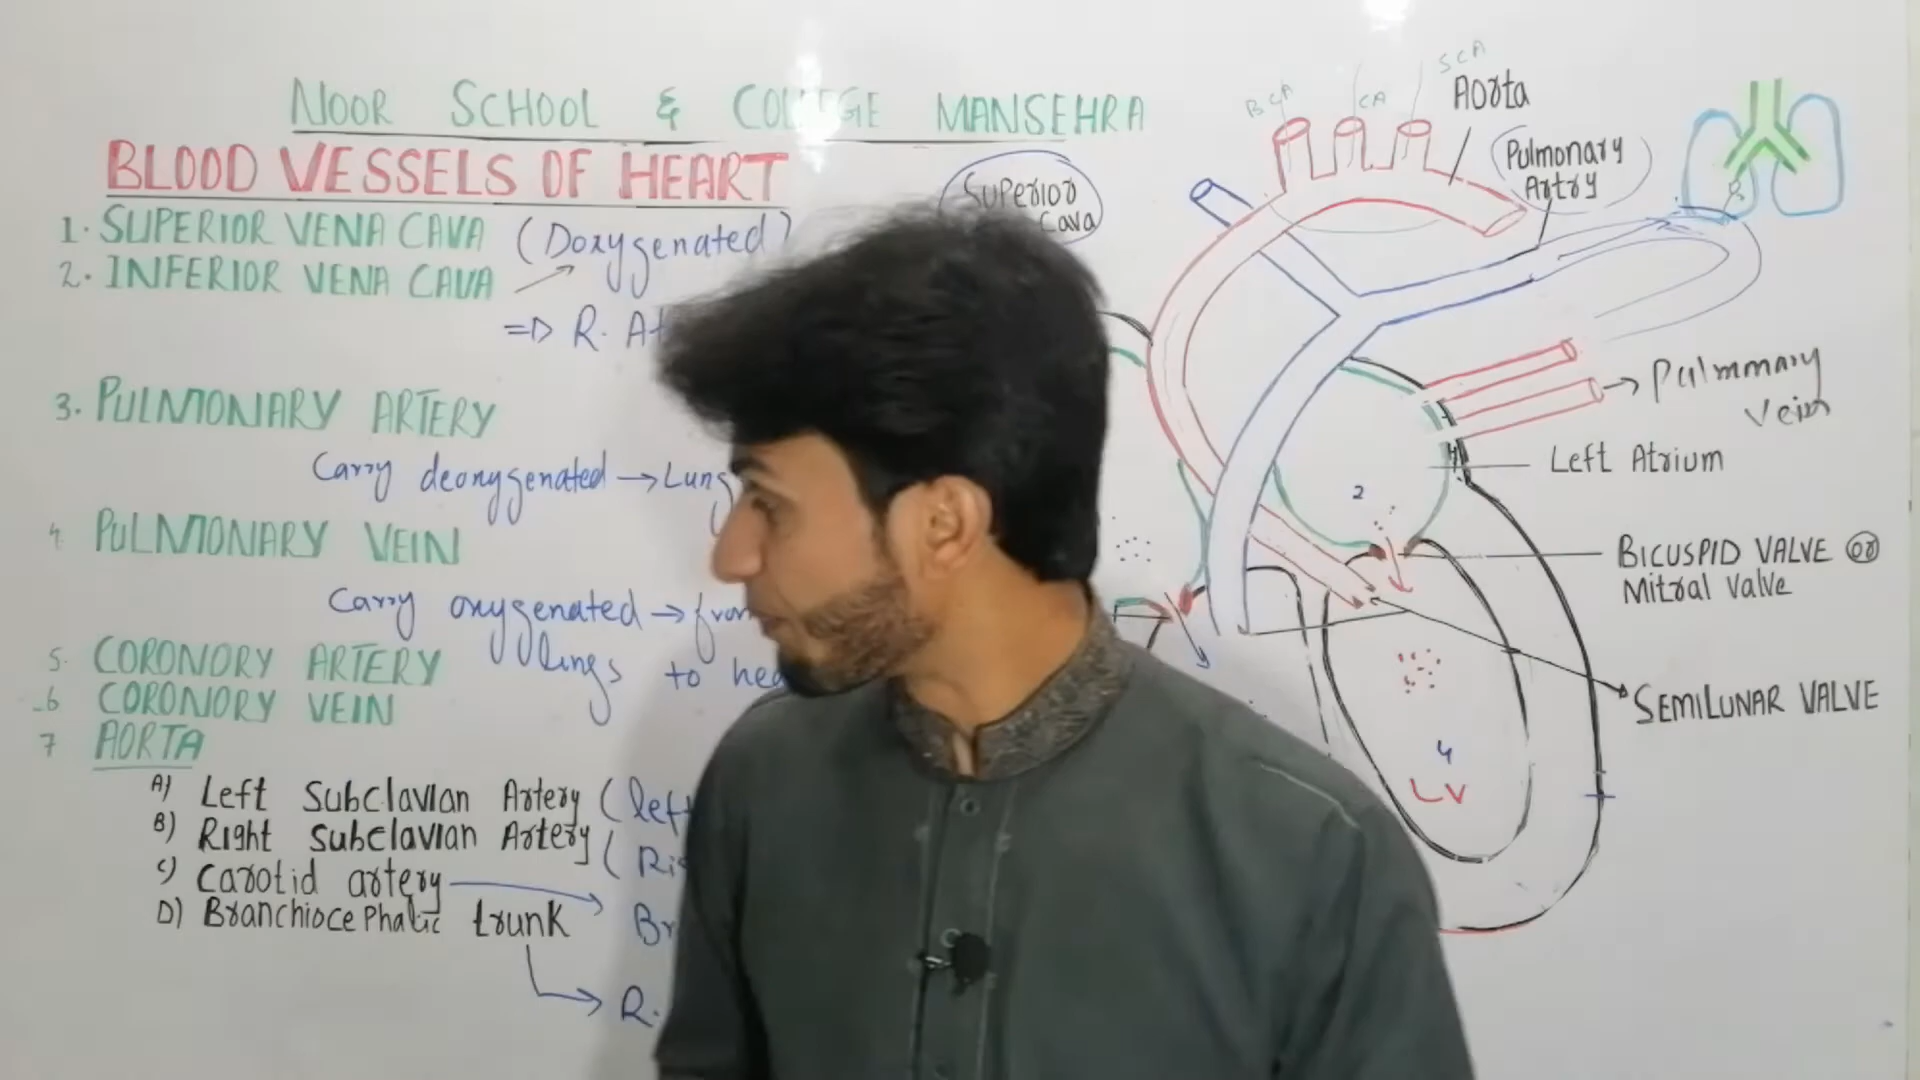 NOOR SCHOOL & COLLEGE MANSEHRA
BLOOD VESSELS OF HEART
1. SUPERIOR VENA CAVA (Doxygenated)
2. INFERIOR VENA CAVA
⇒ R. At
3. PULMONARY ARTERY
Carry deoxygenated → Lung
4. PULMONARY VEIN
Carry oxygenated → from
lungs to hea
5. CORONORY ARTERY
6 CORONORY VEIN
7 AORTA
A) Left Subclavian Artery (left
B) Right Subclavian Artery (Ri
C) Carotid artery → Br
D) Branchiocephalic trunk
R.
Superior
Cava
BCA
CA
SCA
Aorta
Pulmonary
Artry
Pulmonary
Vein
Left Atrium
2
BICUSPID VALVE or
Mitral Valve
SEMILUNAR VALVE
4
LV